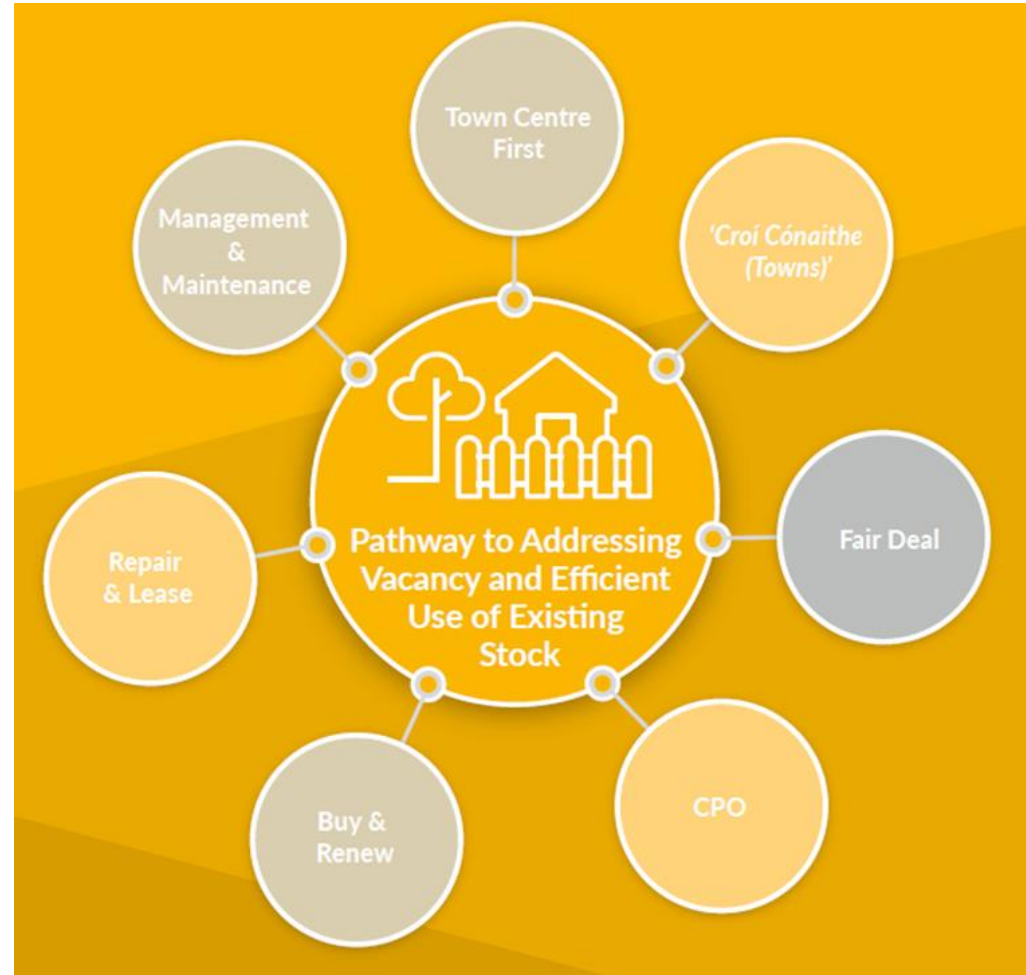 Town Centre
First
'Croí Cónaithe
(Towns)'
Fair Deal
CPO
Buy &
Renew
Repair
& Lease
Management
&
Maintenance
Pathway to Addressing
Vacancy and Efficient
Use of Existing
Stock